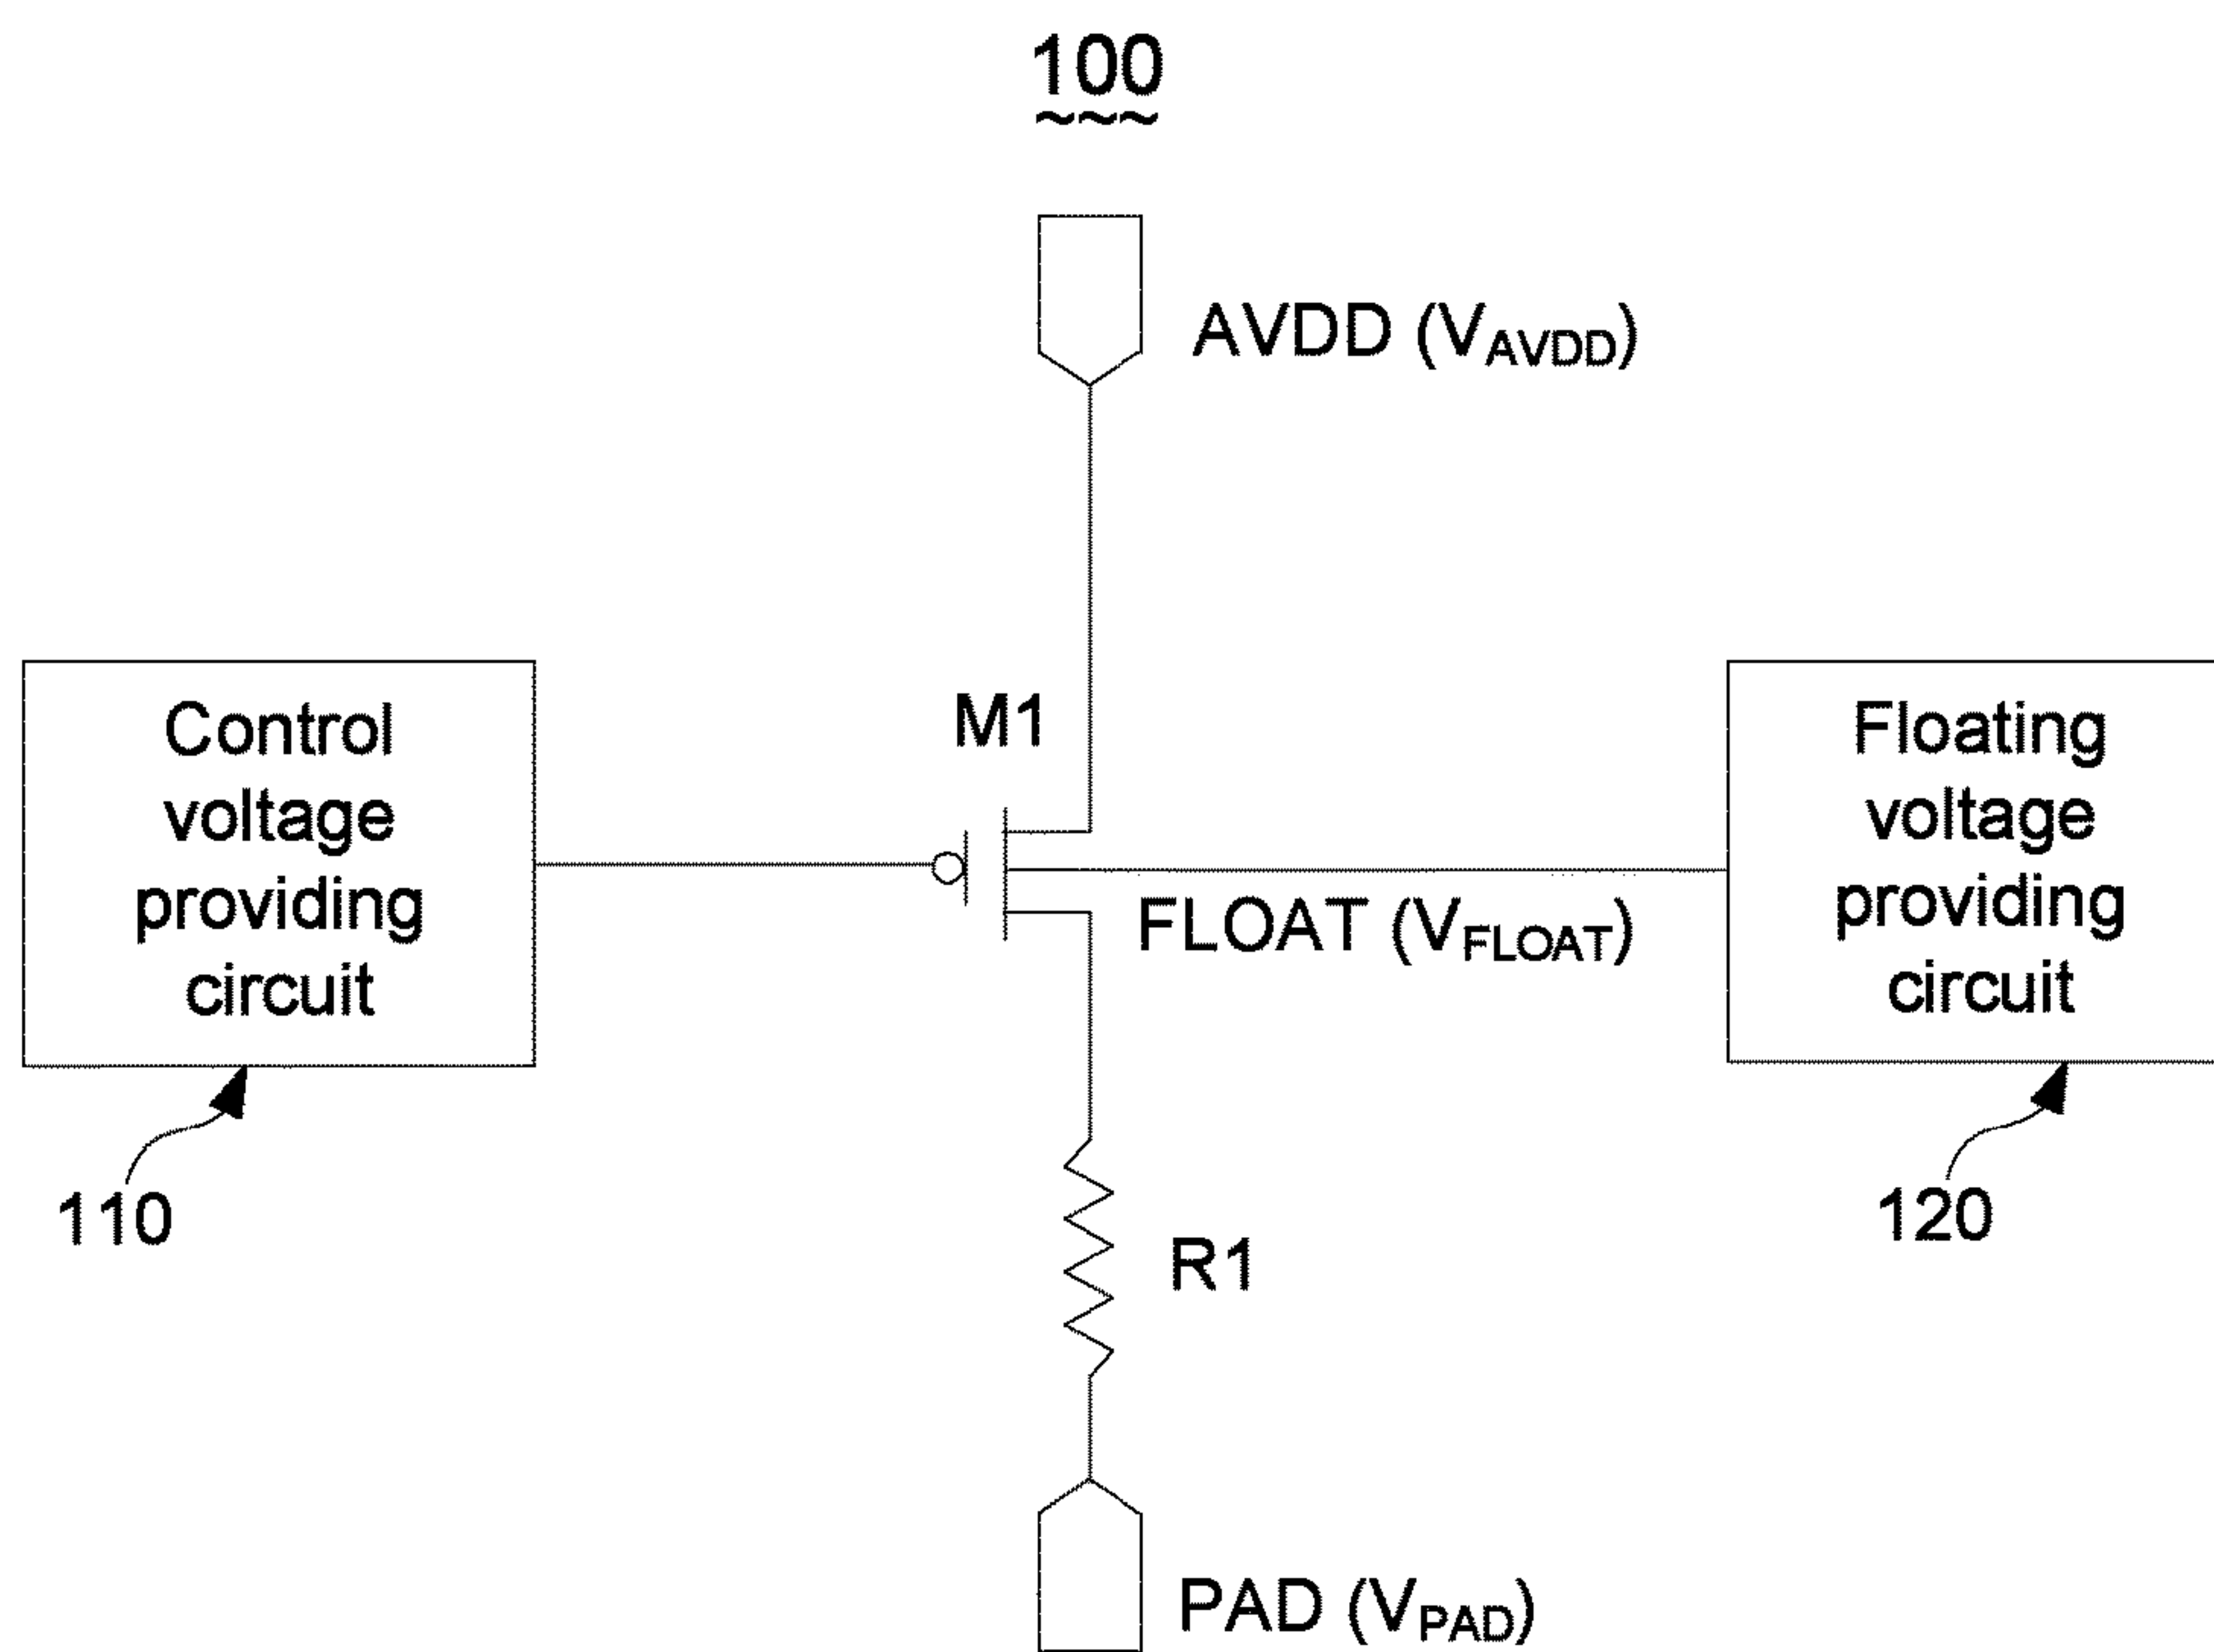 100
AVDD (VAVDD)
M1
Control
voltage
providing
circuit
Floating
voltage
providing
circuit
FLOAT (VFLOAT)
110
120
R1
PAD (VPAD)